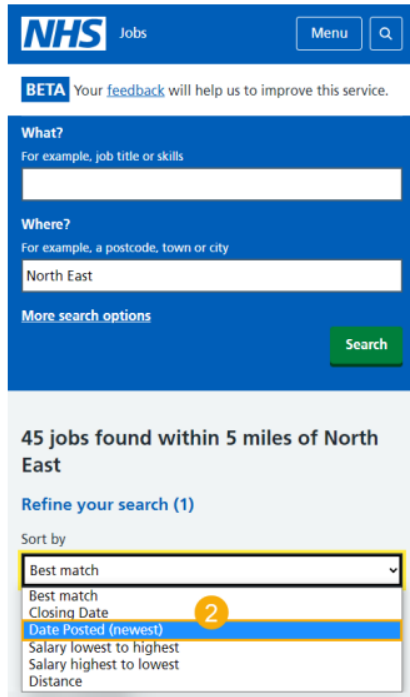 NHS Jobs Menu
BETA Your feedback will help us to improve this service.
What?
For example, job title or skills
Where?
For example, a postcode, town or city
North East
More search options
Search
45 jobs found within 5 miles of North
East
Refine your search (1)
Sort by
Best match
Best match
Closing Date
2
Date Posted (newest)
Salary lowest to highest
Salary highest to lowest
Distance